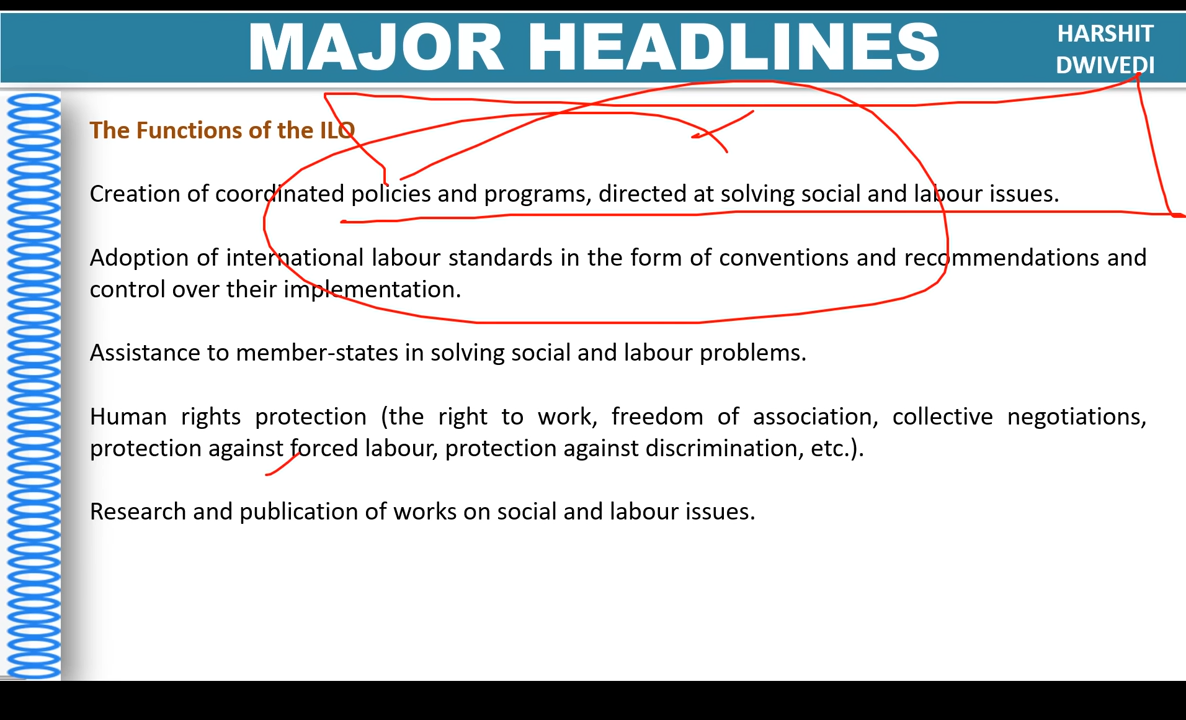 MAJOR HEADLINES
HARSHIT
DWIVEDI
The Functions of the ILO
Creation of coordinated policies and programs, directed at solving social and labour issues.
Adoption of international labour standards in the form of conventions and recommendations and
control over their implementation.
Assistance to member-states in solving social and labour problems.
Human rights protection (the right to work, freedom of association, collective negotiations,
protection against forced labour, protection against discrimination, etc.).
Research and publication of works on social and labour issues.